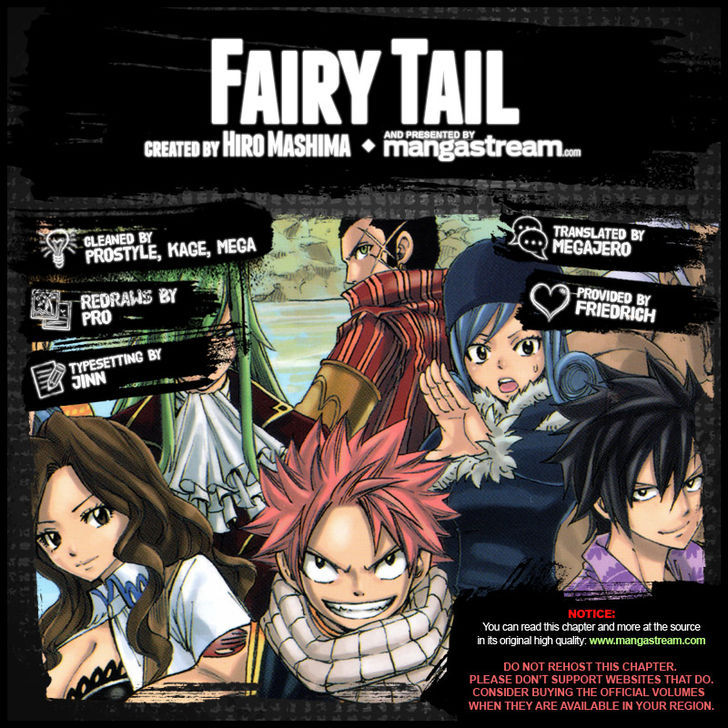 FAIRY TAIL
CREATED BY HIRO MASHIMA ◆ AND PRESENTED BY mangastream.com
CLEANED BY
PROSTYLE, KAGE, MEGA
REDRAWS BY
PRO
TYPESETTING BY
JINN
TRANSLATED BY
MEGAJERO
PROVIDED BY
FRIEDRICH
NOTICE:
You can read this chapter and more at the source
in its original high quality: www.mangastream.com
DO NOT REHOST THIS CHAPTER.
PLEASE DON'T SUPPORT WEBSITES THAT DO.
CONSIDER BUYING THE OFFICIAL VOLUMES
WHEN THEY ARE AVAILABLE IN YOUR REGION.